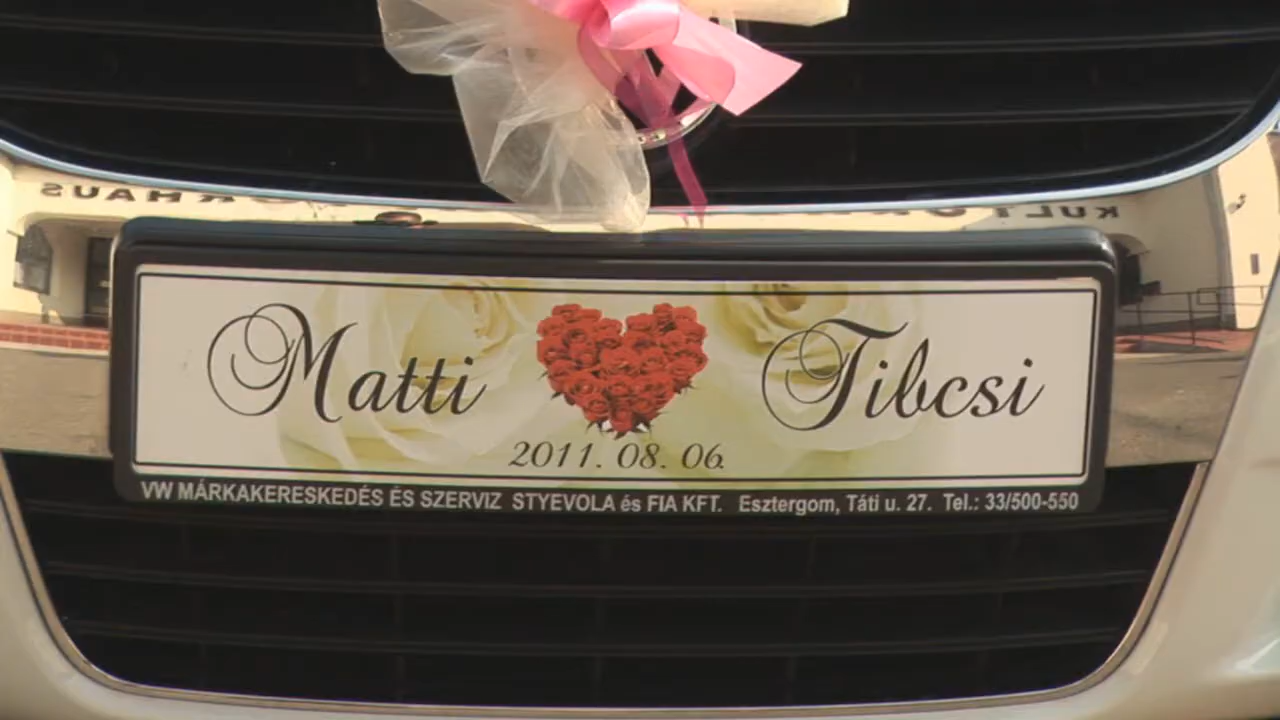 KULTÚRHAUS
Matti Tibcsi
2011. 08. 06.
VW MÁRKAKERESKEDÉS ÉS SZERVIZ STYEVOLA és FIA KFT. Esztergom, Táti u. 27. Tel.: 33/500-550